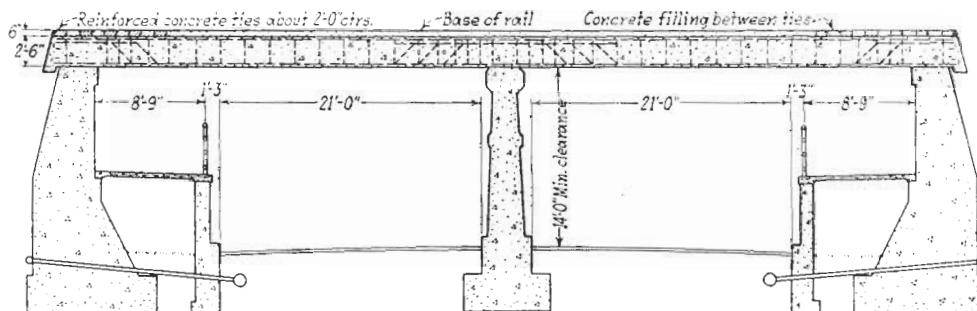 Reinforced concrete ties about 2'-0" ctrs.
Base of rail
Concrete filling between ties
6"
2'-6"
8'-9"
1'-3"
21'-0"
21'-0"
1'-3"
8'-9"
14'-0" Min. clearance